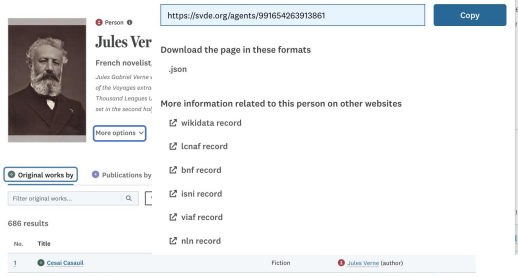 Person
Jules Ver
French novelist,
Jules Gabriel Verne
of the Voyages extra
Thousand Leagues
set in the second hal
More options
Original works by
Publications by
Filter original works...
686 results
No. Title
1 Cesai Casauil Fiction Jules Verne (author)
https://svde.org/agents/991654263913861
Copy
Download the page in these formats
.json
More information related to this person on other websites
wikidata record
lcnaf record
bnf record
isni record
viaf record
nln record